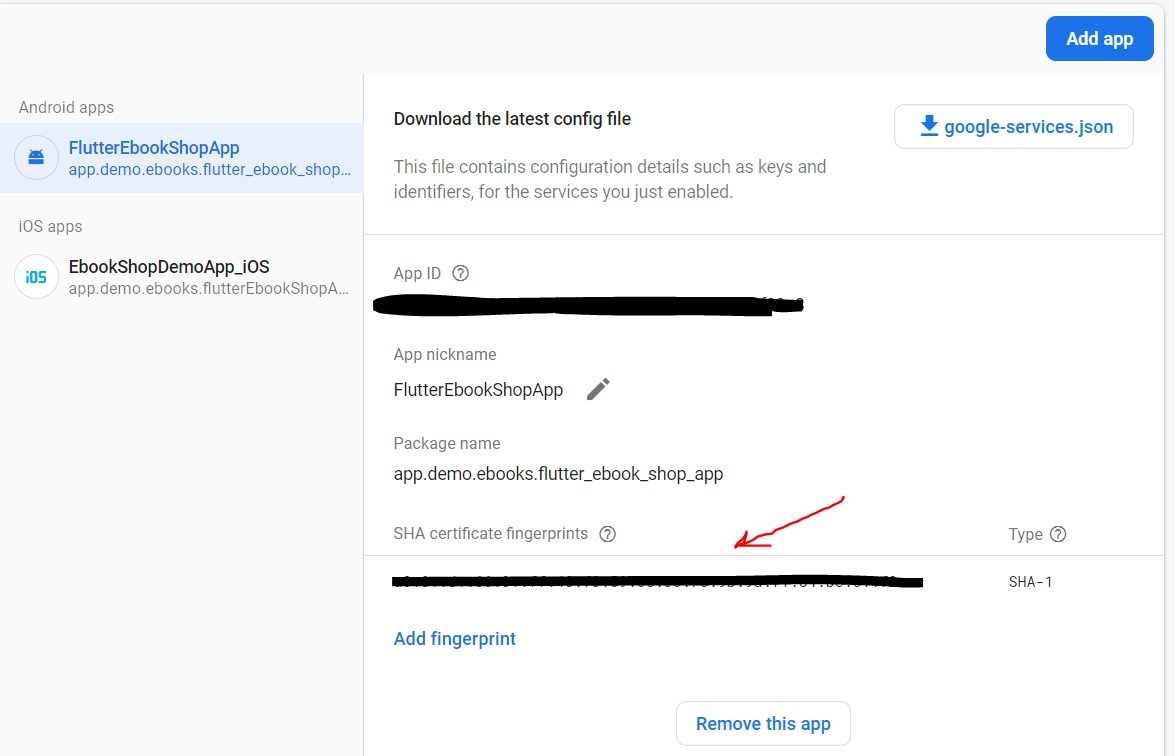 Add app
Android apps
FlutterEbookShopApp
app.demo.ebooks.flutter_ebook_shop...
iOS apps
iOS
EbookShopDemoApp_iOS
app.demo.ebooks.flutterEbookShopA...
Download the latest config file
google-services.json
This file contains configuration details such as keys and
identifiers, for the services you just enabled.
App ID
App nickname
FlutterEbookShopApp
Package name
app.demo.ebooks.flutter_ebook_shop_app
SHA certificate fingerprints
Type
SHA-1
Add fingerprint
Remove this app